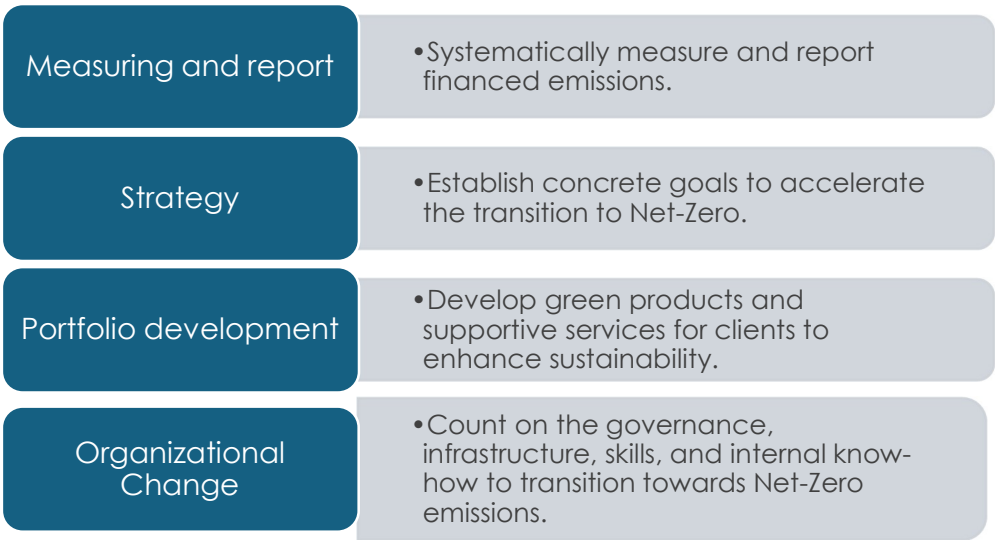 Measuring and report
•Systematically measure and report
financed emissions.
Strategy
•Establish concrete goals to accelerate
the transition to Net-Zero.
Portfolio development
•Develop green products and
supportive services for clients to
enhance sustainability.
Organizational
Change
•Count on the governance,
infrastructure, skills, and internal know-
how to transition towards Net-Zero
emissions.